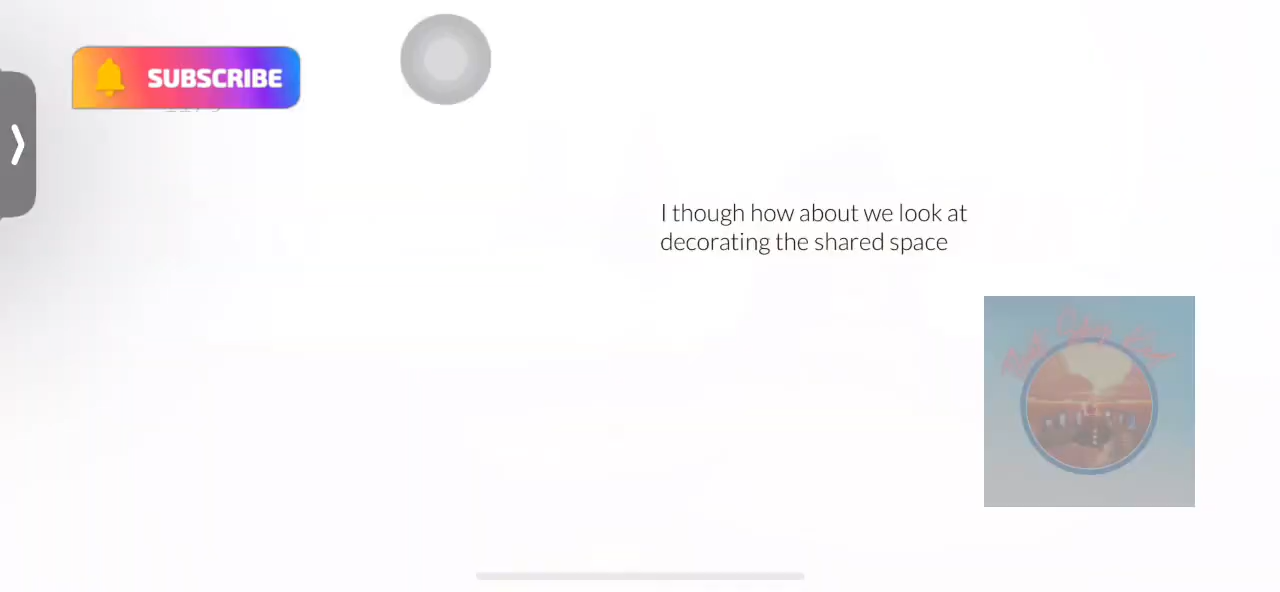 SUBSCRIBE
I though how about we look at
decorating the shared space